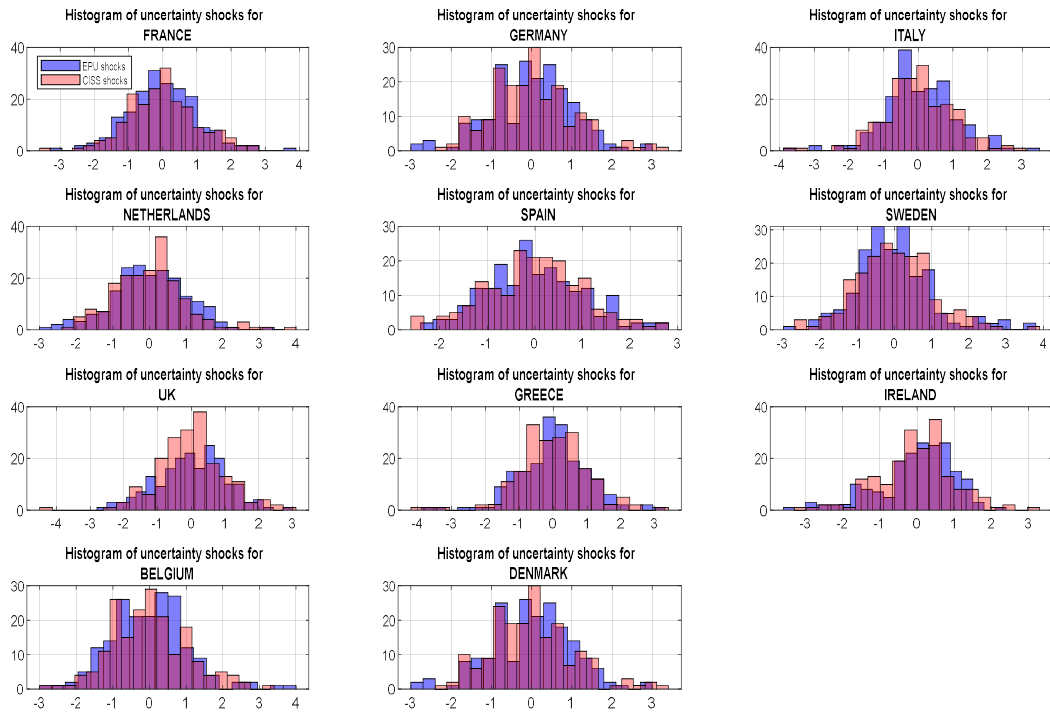 Histogram of uncertainty shocks for
FRANCE
40
20
0
-3 -2 -1 0 1 2 3 4
EPU shocks
CISS shocks
Histogram of uncertainty shocks for
GERMANY
30
20
10
0
-3 -2 -1 0 1 2 3
Histogram of uncertainty shocks for
ITALY
40
20
0
-4 -3 -2 -1 0 1 2 3
Histogram of uncertainty shocks for
NETHERLANDS
40
20
0
-3 -2 -1 0 1 2 3 4
Histogram of uncertainty shocks for
SPAIN
30
20
10
0
-2 -1 0 1 2 3
Histogram of uncertainty shocks for
SWEDEN
30
20
10
0
-3 -2 -1 0 1 2 3 4
Histogram of uncertainty shocks for
UK
40
20
0
-4 -3 -2 -1 0 1 2 3
Histogram of uncertainty shocks for
GREECE
40
20
0
-4 -3 -2 -1 0 1 2 3
Histogram of uncertainty shocks for
IRELAND
40
20
0
-3 -2 -1 0 1 2 3
Histogram of uncertainty shocks for
BELGIUM
30
20
10
0
-3 -2 -1 0 1 2 3 4
Histogram of uncertainty shocks for
DENMARK
30
20
10
0
-3 -2 -1 0 1 2 3